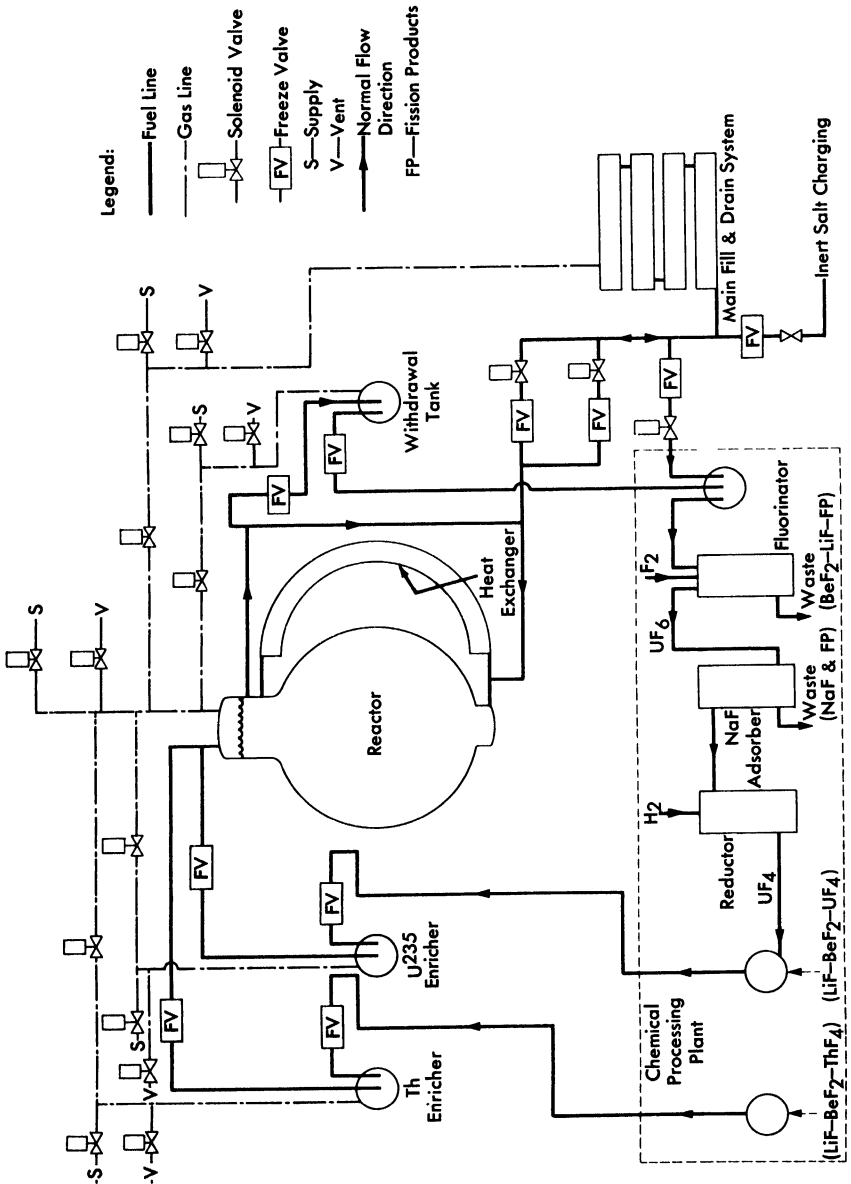 Legend:
Fuel Line
Gas Line
Solenoid Valve
FV
Freeze Valve
S—Supply
V—Vent
Normal Flow
Direction
FP—Fission Products
S
V
S
V
S
V
S
V
S
V
FV
FV
FV
FV
FV
FV
FV
FV
FV
FV
Th
Enricher
U235
Enricher
Reactor
Heat
Exchanger
Withdrawal
Tank
Main Fill & Drain System
Inert Salt Charging
Chemical
Processing
Plant
(LiF–BeF2–ThF4)
(LiF–BeF2–UF4)
UF4
Reductor
H2
NaF
Adsorber
Waste
(NaF & FP)
UF6
F2
Fluorinator
Waste
(BeF2–LiF–FP)